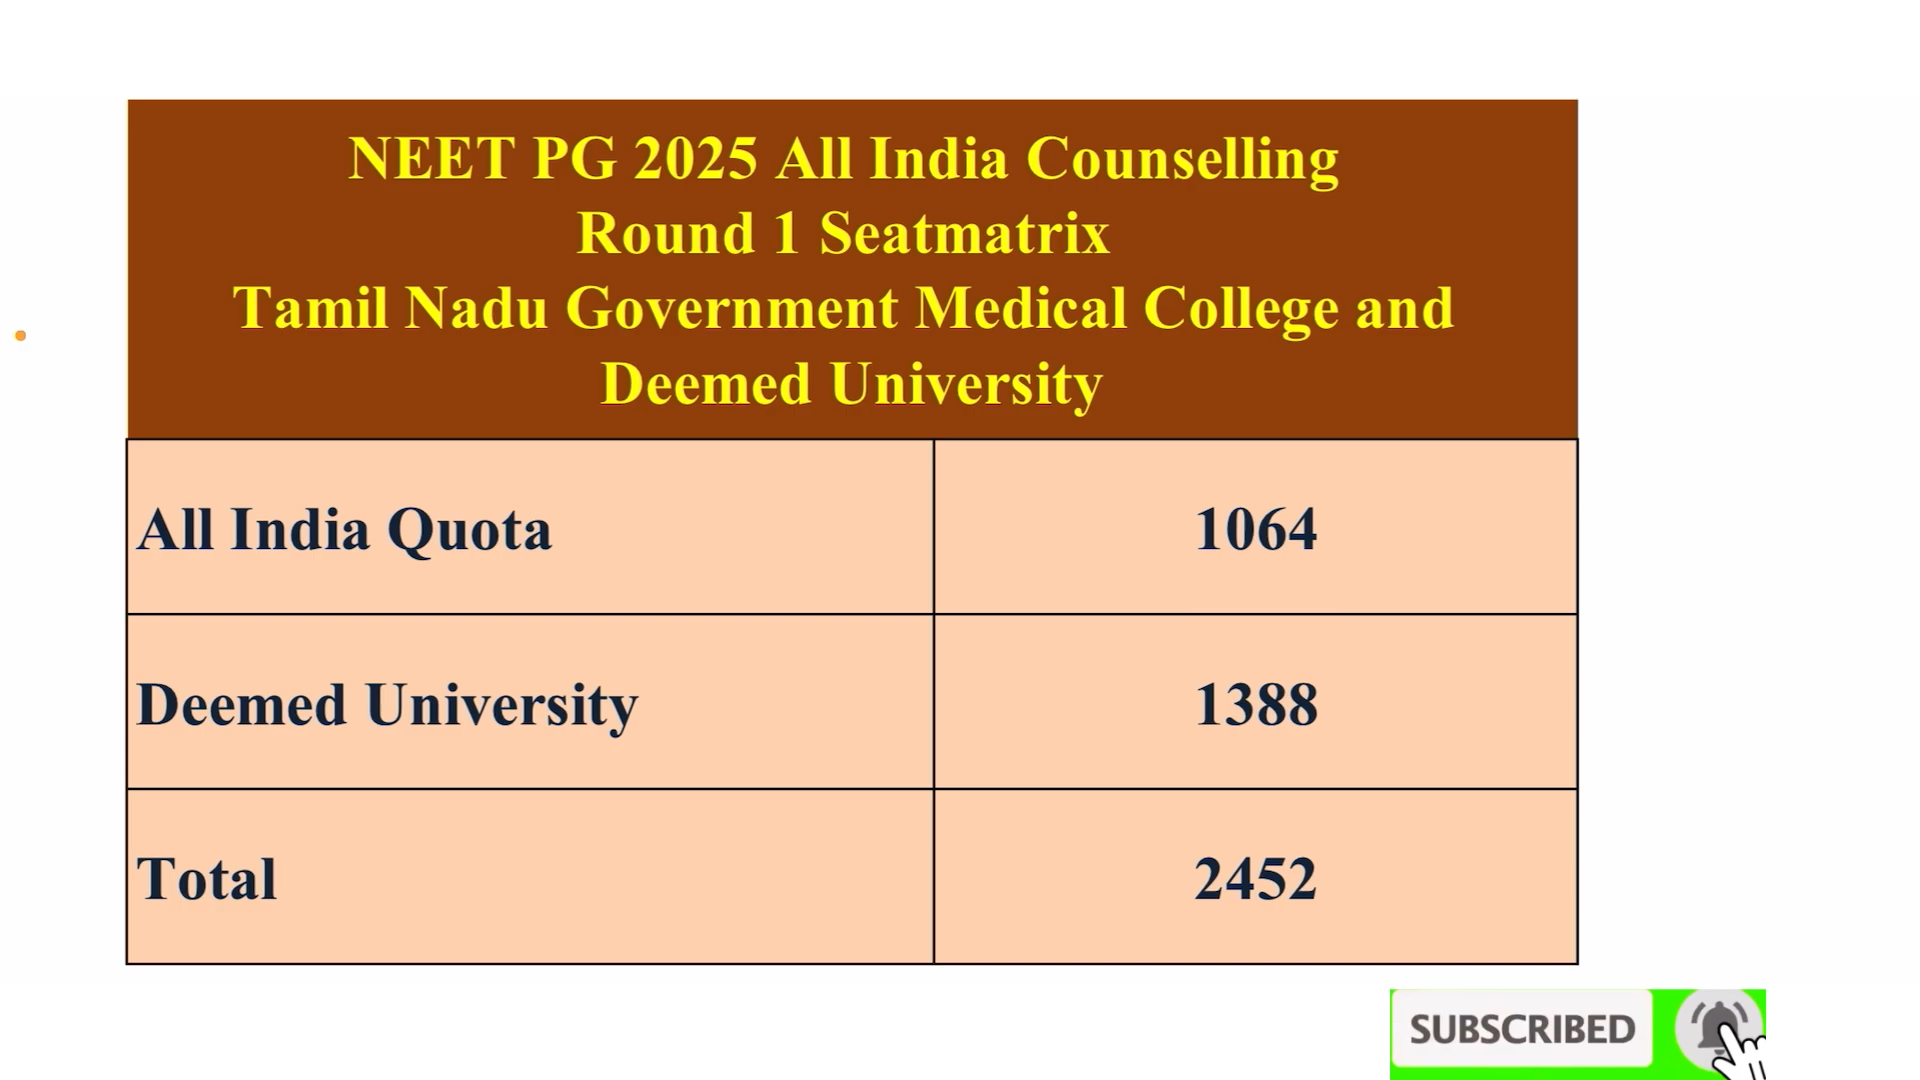 NEET PG 2025 All India Counselling
Round 1 Seatmatrix
Tamil Nadu Government Medical College and
Deemed University
All India Quota 1064
Deemed University 1388
Total 2452
SUBSCRIBED